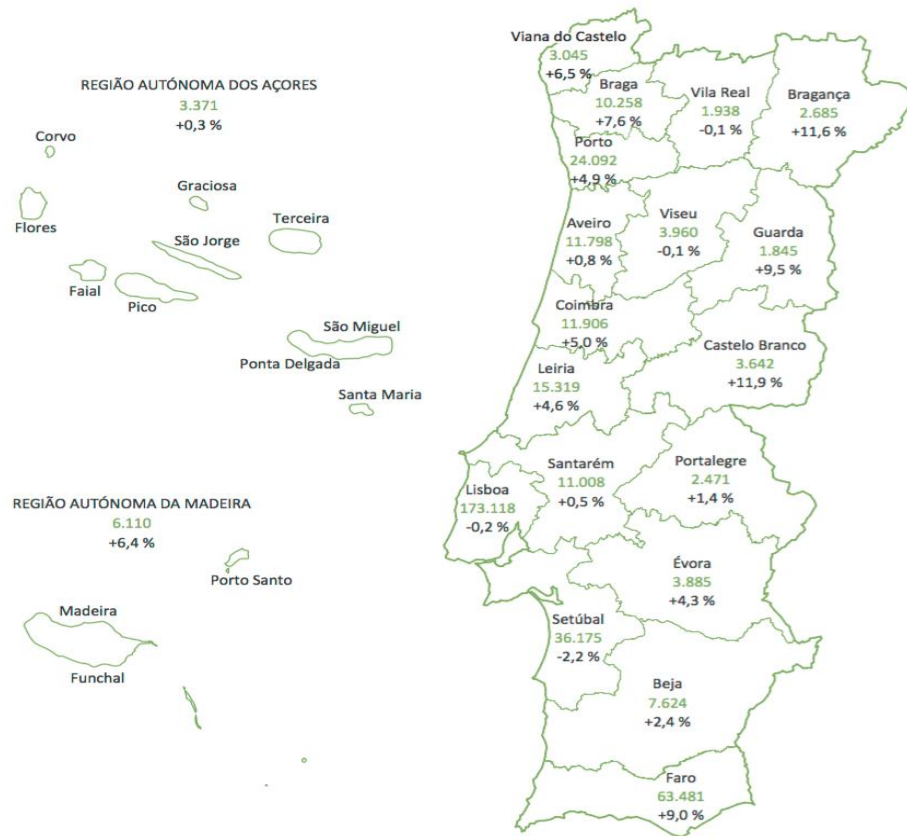 REGIÃO AUTÓNOMA DOS AÇORES
3.371
+0,3 %
Corvo
Flores
Graciosa
Terceira
São Jorge
Faial
Pico
São Miguel
Ponta Delgada
Santa Maria
REGIÃO AUTÓNOMA DA MADEIRA
6.110
+6,4 %
Porto Santo
Madeira
Funchal
Viana do Castelo
3.045
+6,5 %
Braga
10.258
+7,6 %
Vila Real
1.938
-0,1 %
Bragança
2.685
+11,6 %
Porto
24.092
+4,9 %
Aveiro
11.798
+0,8 %
Viseu
3.960
-0,1 %
Guarda
1.845
+9,5 %
Coimbra
11.906
+5,0 %
Castelo Branco
3.642
+11,9 %
Leiria
15.319
+4,6 %
Santarém
11.008
+0,5 %
Portalegre
2.471
+1,4 %
Lisboa
173.118
-0,2 %
Évora
3.885
+4,3 %
Setúbal
36.175
-2,2 %
Beja
7.624
+2,4 %
Faro
63.481
+9,0 %